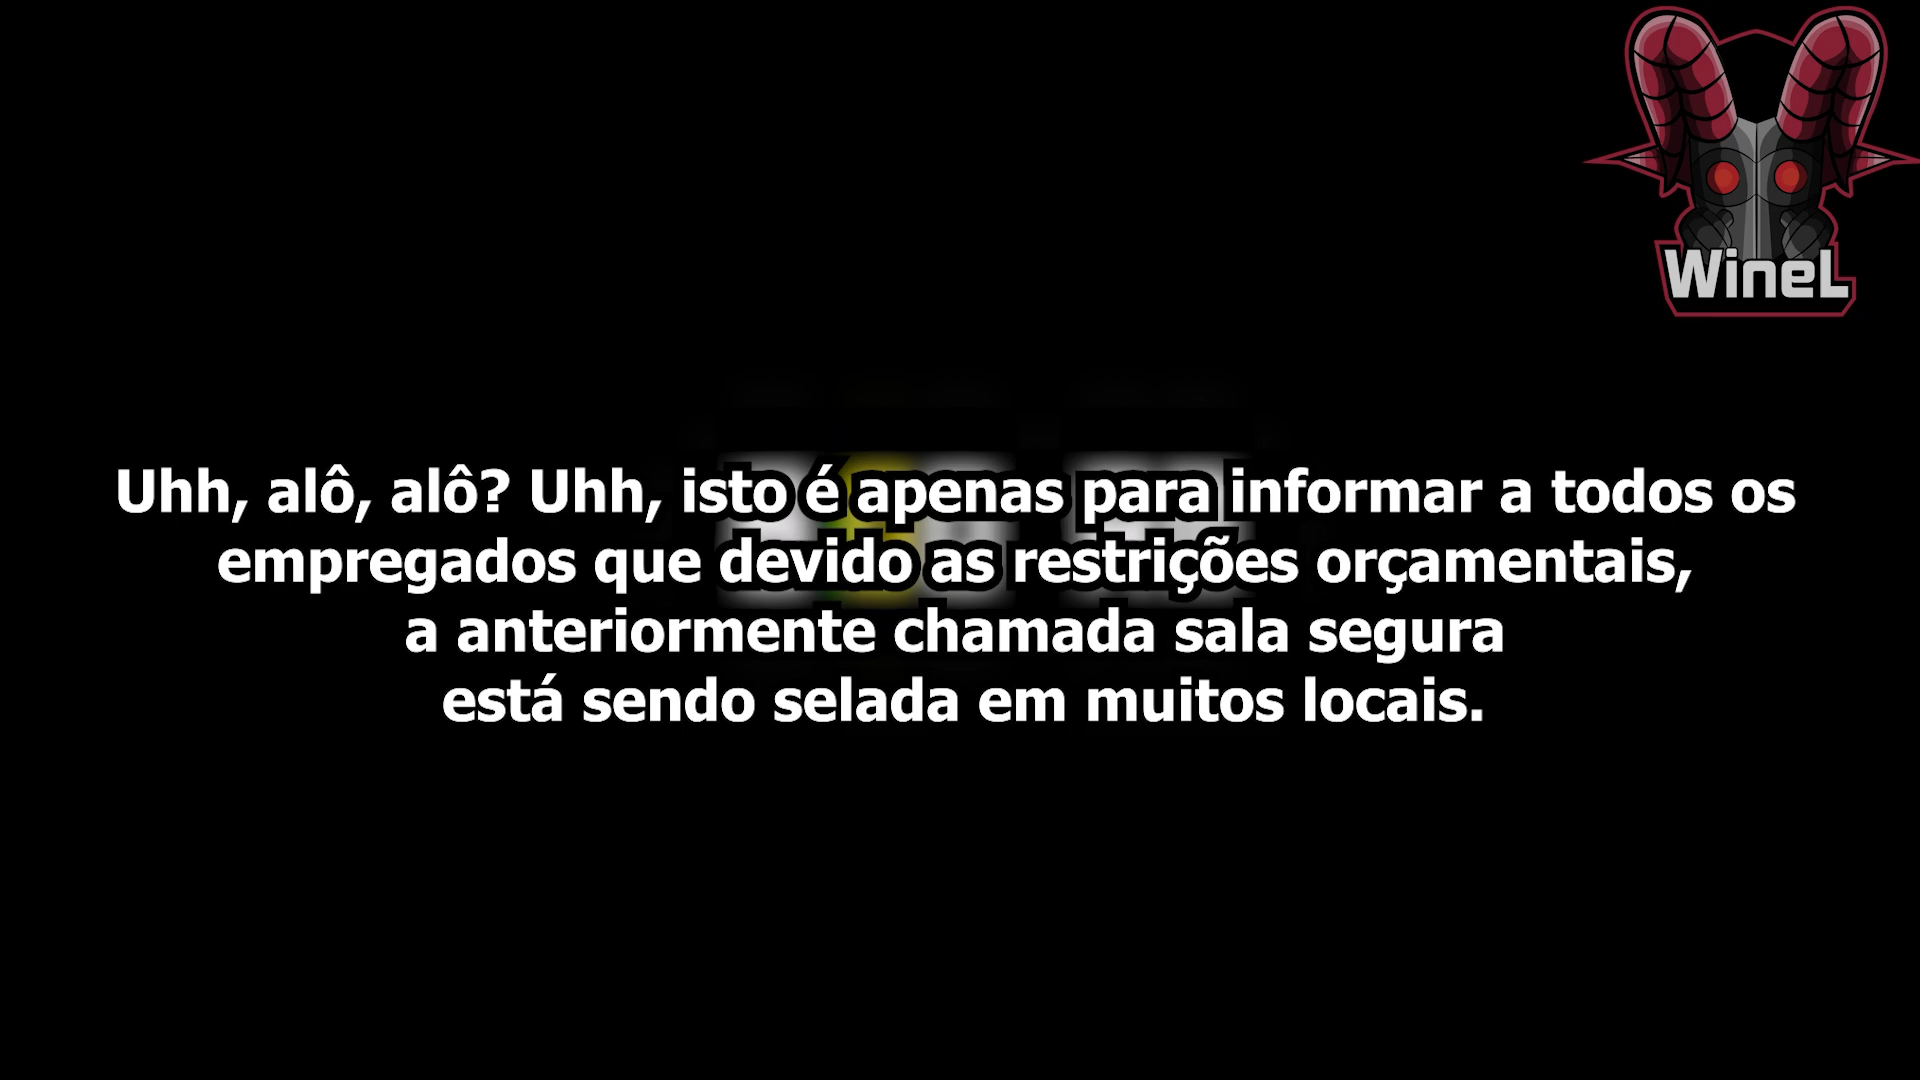 WineL
Uhh, alô, alô? Uhh, isto é apenas para informar a todos os
empregados que devido as restrições orçamentais,
a anteriormente chamada sala segura
está sendo selada em muitos locais.